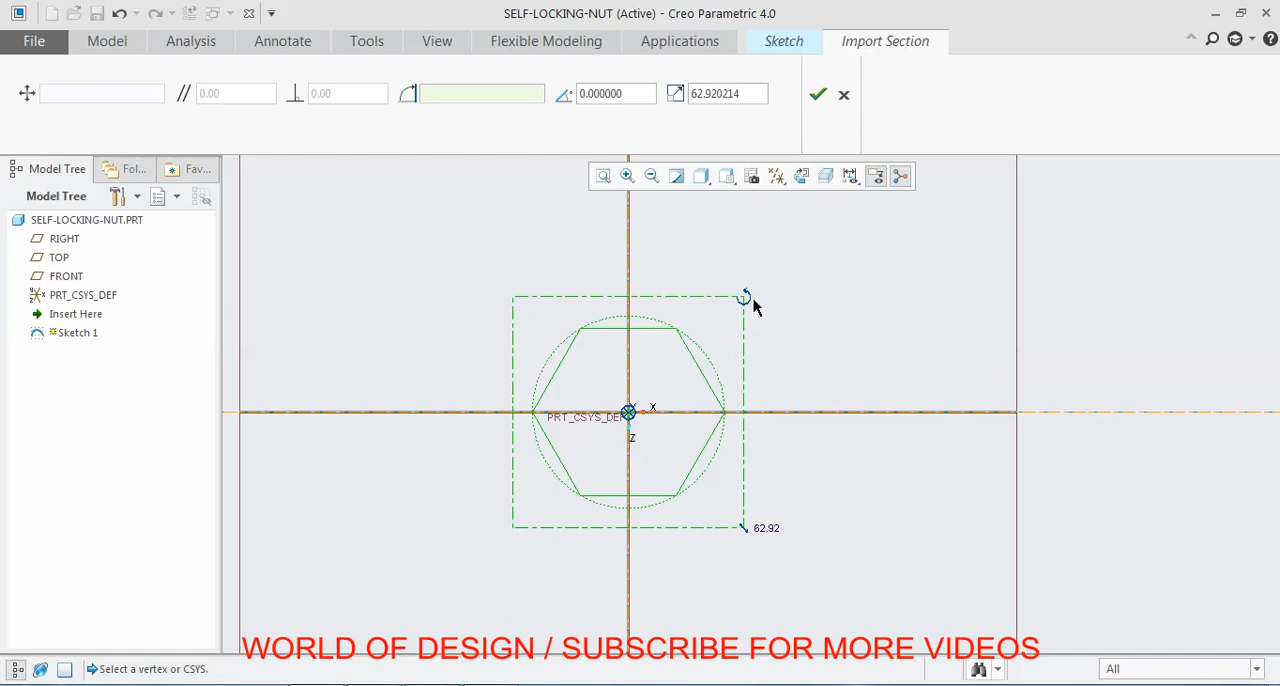 SELF-LOCKING-NUT (Active) - Creo Parametric 4.0
File Model Analysis Annotate Tools View Flexible Modeling Applications Sketch Import Section
0.00 0.00 0.000000 62.920214
Model Tree Fol... Fav...
Model Tree
SELF-LOCKING-NUT.PRT
RIGHT
TOP
FRONT
PRT_CSYS_DEF
Insert Here
Sketch 1
Y X
PRT_CSYS_DEF
Z
62.92
WORLD OF DESIGN / SUBSCRIBE FOR MORE VIDEOS
Select a vertex or CSYS.
All